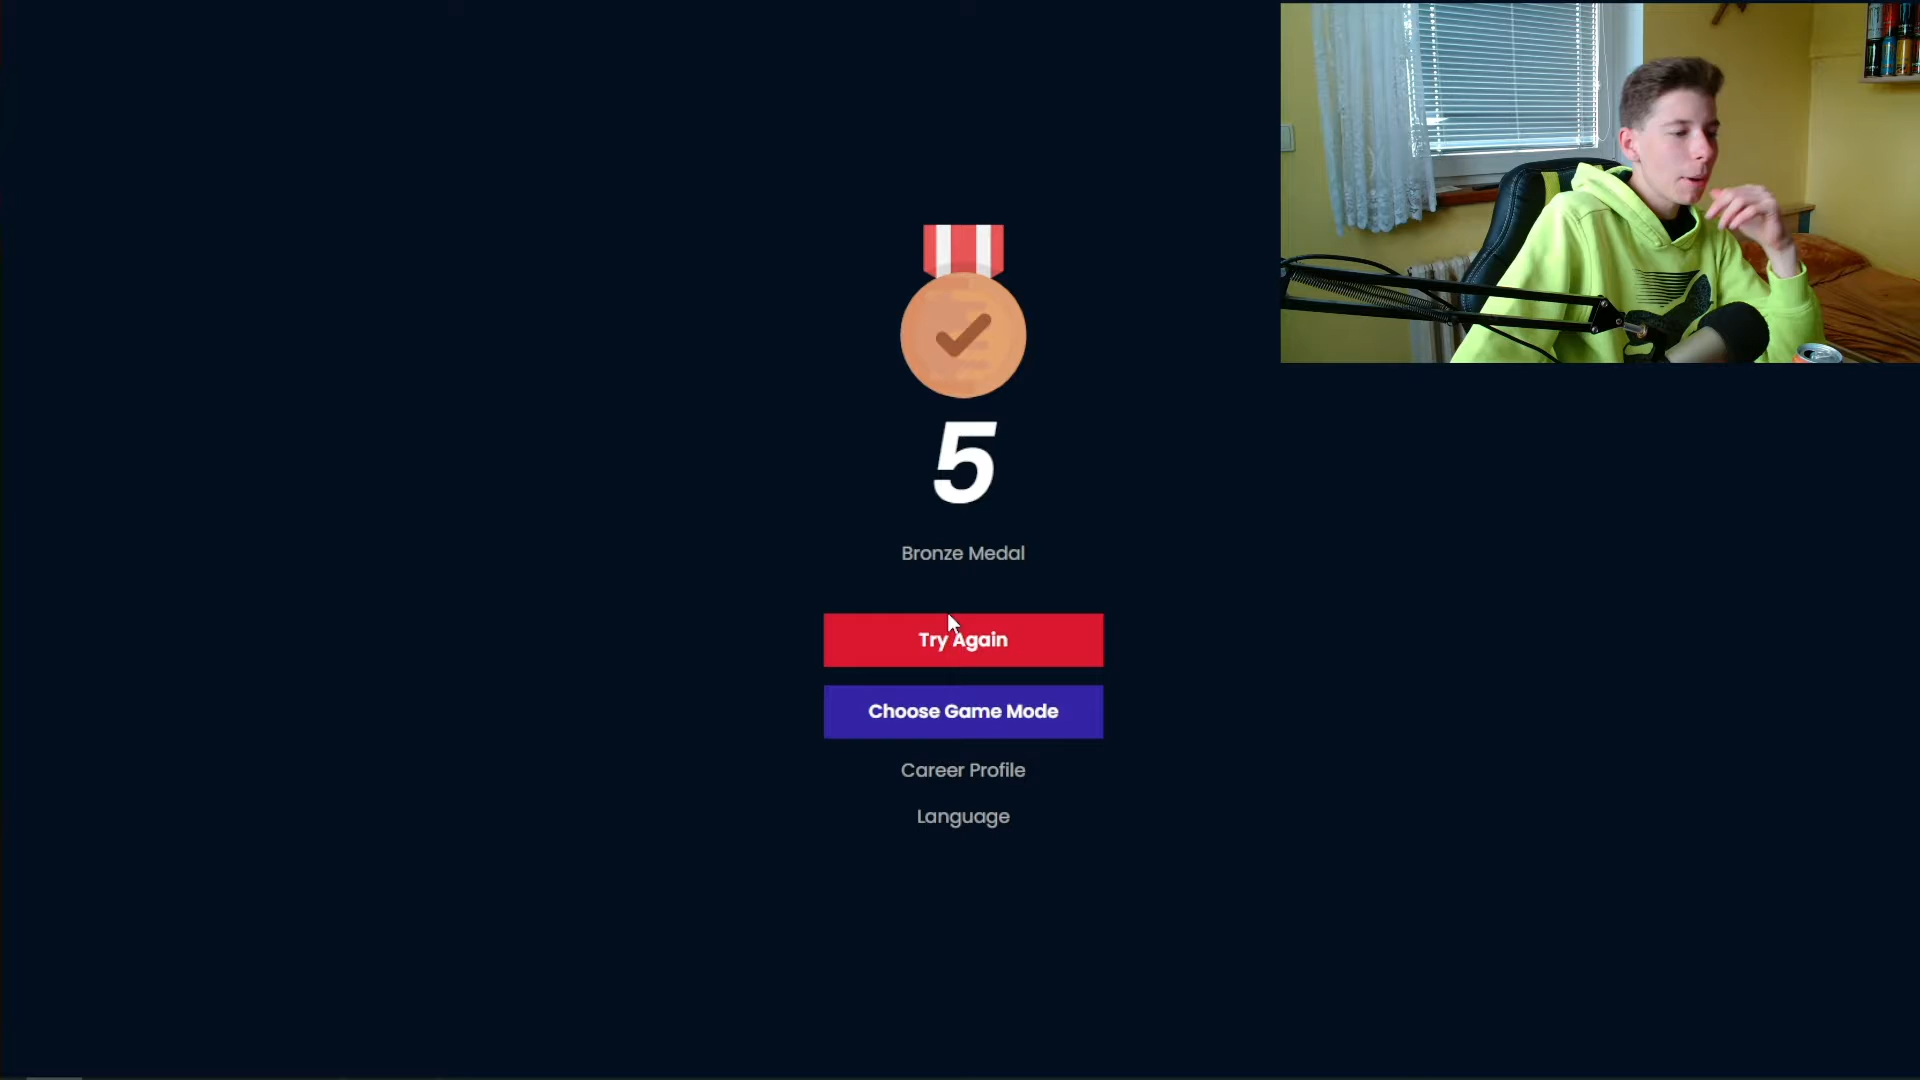 5
Bronze Medal
Try Again
Choose Game Mode
Career Profile
Language